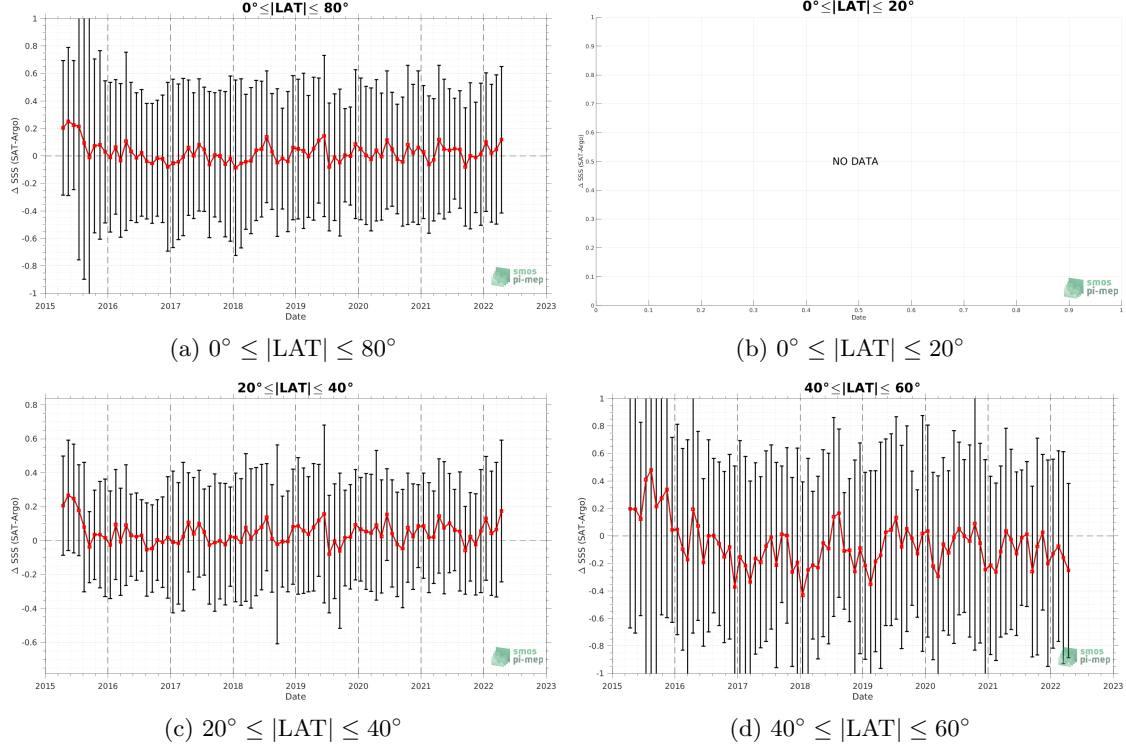 0°≤|LAT|≤ 80°
1
0.8
0.6
0.4
0.2
0
-0.2
-0.4
-0.6
-0.8
-1
Δ SSS (SAT-Argo)
2015 2016 2017 2018 2019 2020 2021 2022 2023
Date
smos
pi-mep
(a) 0° ≤ |LAT| ≤ 80°
0°≤|LAT|≤ 20°
1
0.9
0.8
0.7
0.6
0.5
0.4
0.3
0.2
0.1
0
Δ SSS (SAT-Argo)
NO DATA
0 0.1 0.2 0.3 0.4 0.5 0.6 0.7 0.8 0.9 1
Date
smos
pi-mep
(b) 0° ≤ |LAT| ≤ 20°
20°≤|LAT|≤ 40°
0.8
0.6
0.4
0.2
0
-0.2
-0.4
-0.6
Δ SSS (SAT-Argo)
2015 2016 2017 2018 2019 2020 2021 2022 2023
Date
smos
pi-mep
(c) 20° ≤ |LAT| ≤ 40°
40°≤|LAT|≤ 60°
1
0.8
0.6
0.4
0.2
0
-0.2
-0.4
-0.6
-0.8
-1
Δ SSS (SAT-Argo)
2015 2016 2017 2018 2019 2020 2021 2022 2023
Date
smos
pi-mep
(d) 40° ≤ |LAT| ≤ 60°